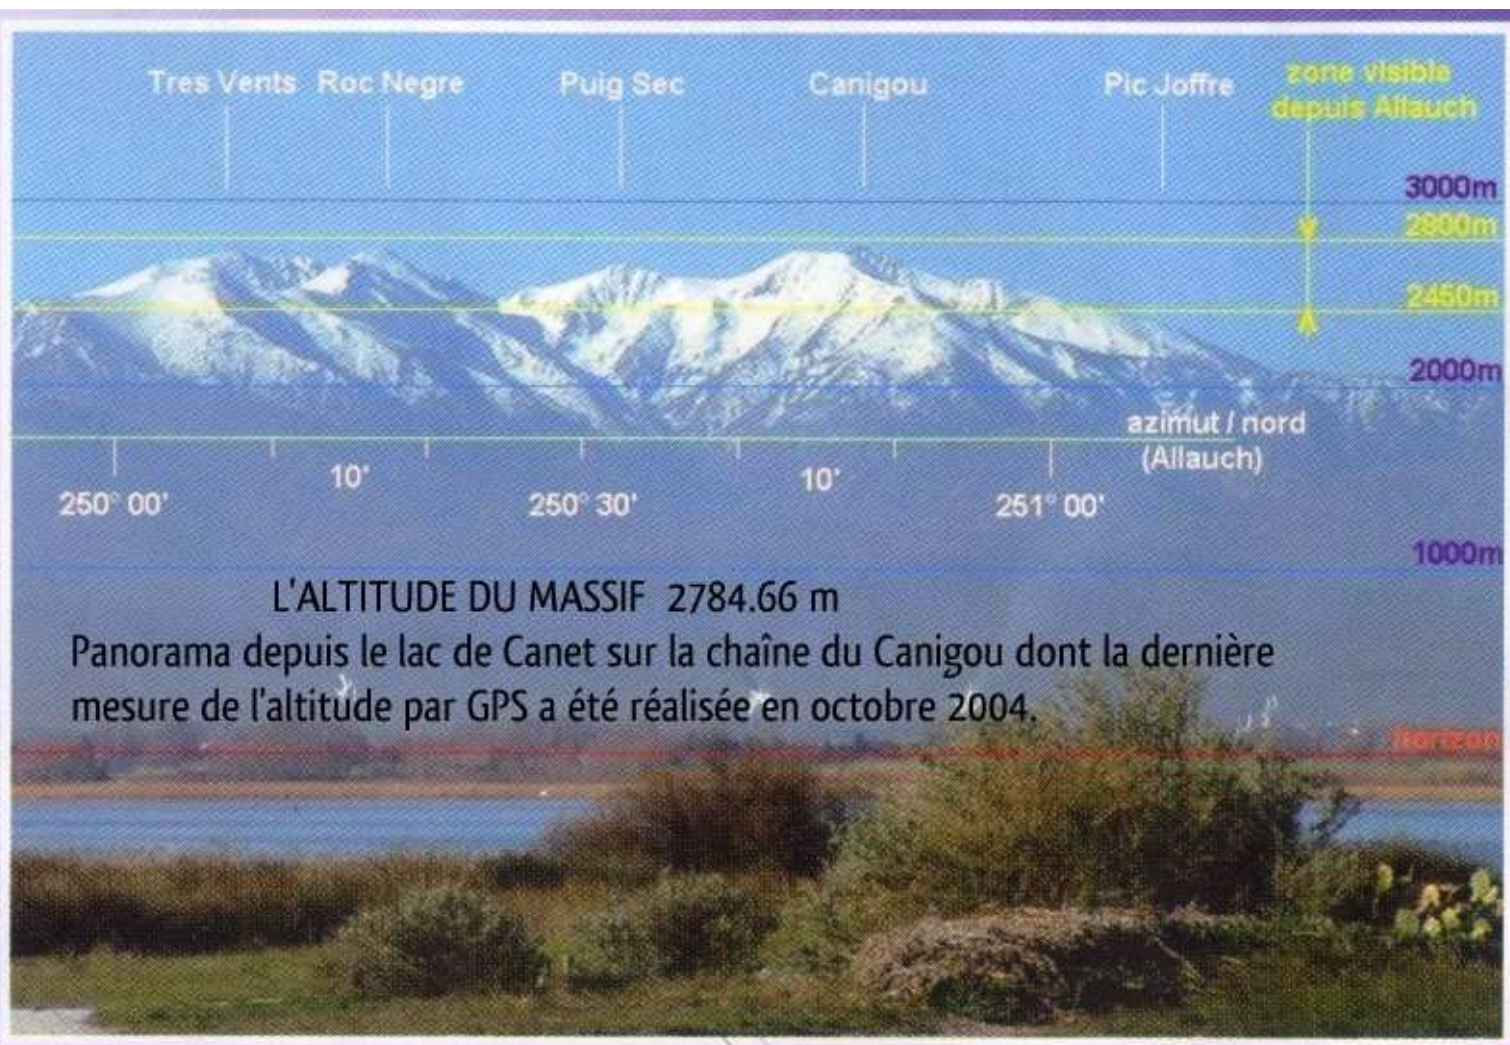 Tres Vents Roc Negre Puig Sec Canigou Pic Joffre
zone visible
depuis Allauch
3000m
2800m
2450m
2000m
azimut / nord
(Allauch)
10' 10'
250° 00' 250° 30' 251° 00'
1000m
L'ALTITUDE DU MASSIF 2784.66 m
Panorama depuis le lac de Canet sur la chaîne du Canigou dont la dernière
mesure de l'altitude par GPS a été réalisée en octobre 2004.
horizon